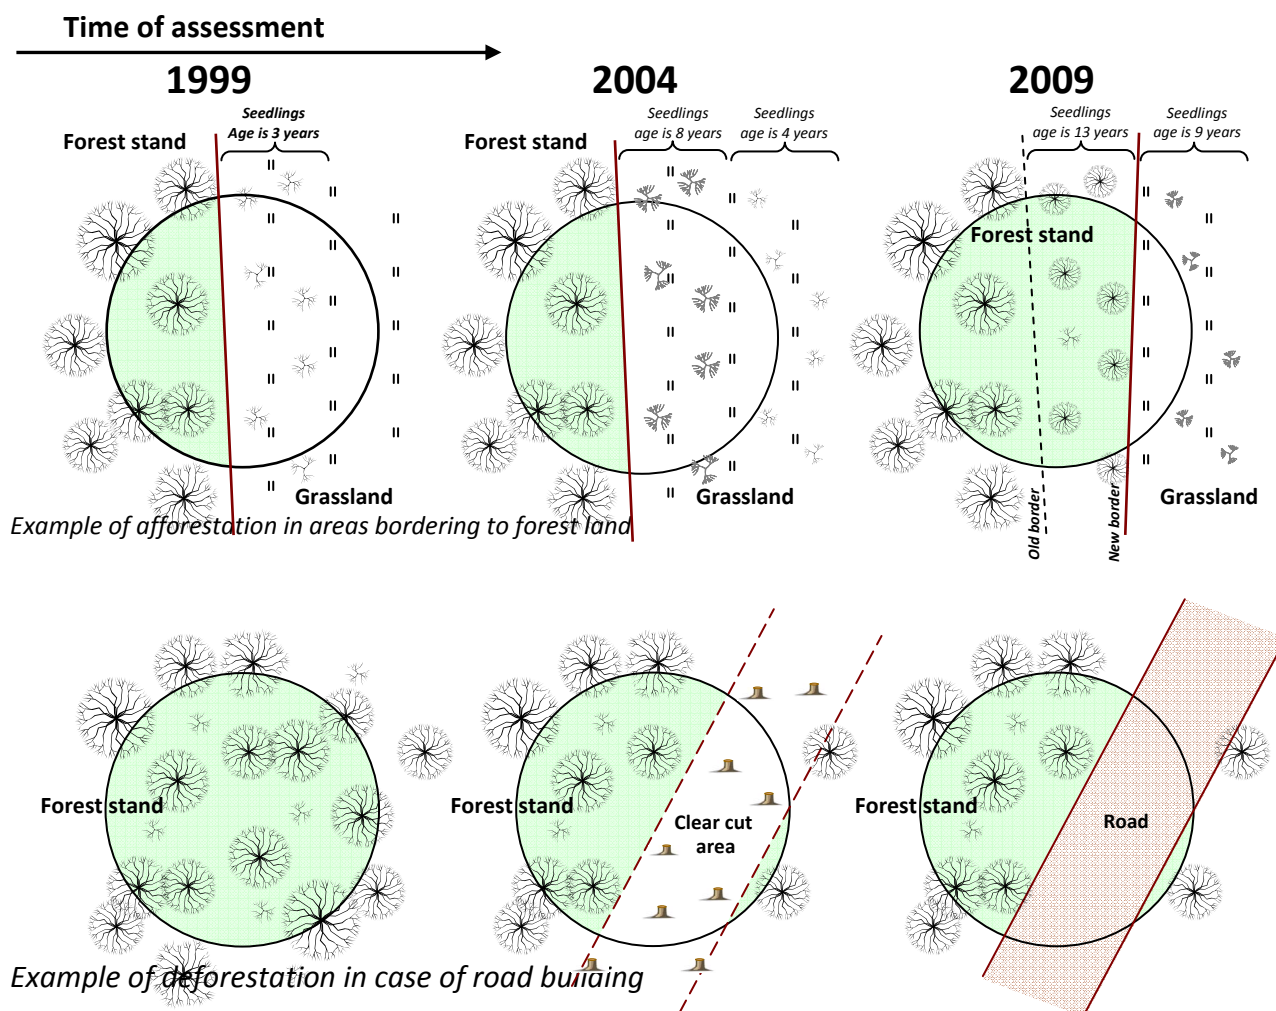 Time of assessment
1999
2004
2009
Seedlings
Age is 3 years
Seedlings
age is 8 years
Seedlings
age is 4 years
Seedlings
age is 13 years
Seedlings
age is 9 years
Forest stand
Forest stand
Forest stand
Grassland
Grassland
Grassland
Old border
New border
Example of afforestation in areas bordering to forest land
Forest stand
Forest stand
Clear cut
area
Forest stand
Road
Example of deforestation in case of road building